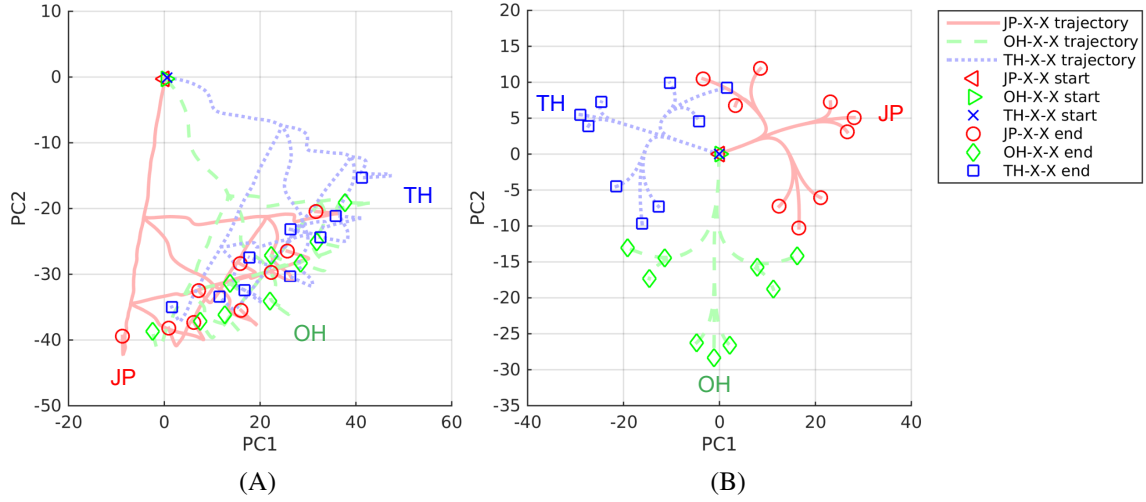 10
0
-10
-20
-30
-40
-50
-20
0
20
40
60
PC2
PC1
TH
OH
JP
(A)
20
15
10
5
0
-5
-10
-15
-20
-25
-30
-35
-40
-20
0
20
40
PC2
PC1
TH
JP
OH
(B)
JP-X-X trajectory
OH-X-X trajectory
TH-X-X trajectory
JP-X-X start
OH-X-X start
TH-X-X start
JP-X-X end
OH-X-X end
TH-X-X end